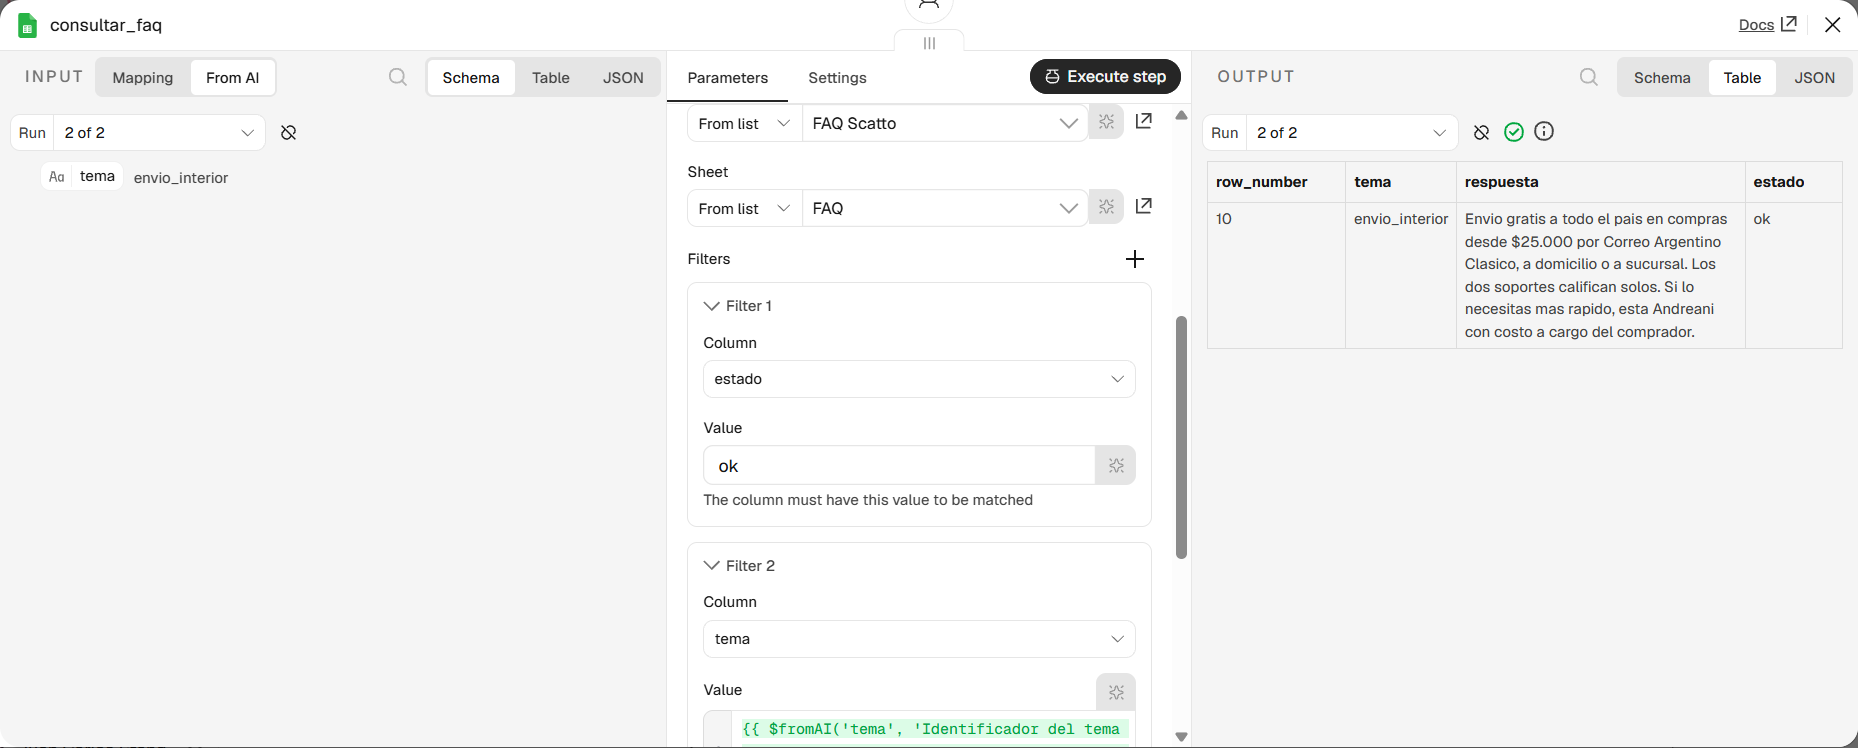 consultar_faq
Docs
INPUT
Mapping
From AI
Schema
Table
JSON
Run
2 of 2
Aa
tema
envio_interior
Parameters
Settings
Execute step
From list
FAQ Scatto
Sheet
From list
FAQ
Filters
Filter 1
Column
estado
Value
ok
The column must have this value to be matched
Filter 2
Column
tema
Value
{{ $fromAI('tema', 'Identificador del tema
OUTPUT
Schema
Table
JSON
Run
2 of 2
row_number
tema
respuesta
estado
10
envio_interior
Envio gratis a todo el pais en compras
desde $25.000 por Correo Argentino
Clasico, a domicilio o a sucursal. Los
dos soportes califican solos. Si lo
necesitas mas rapido, esta Andreani
con costo a cargo del comprador.
ok